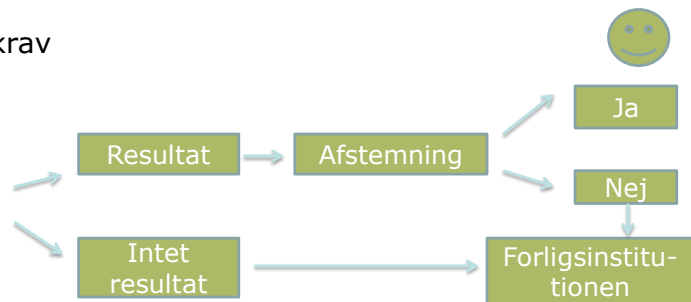 krav
Ja
Resultat
Afstemning
Nej
Intet
resultat
Forligsinstitu-
tionen